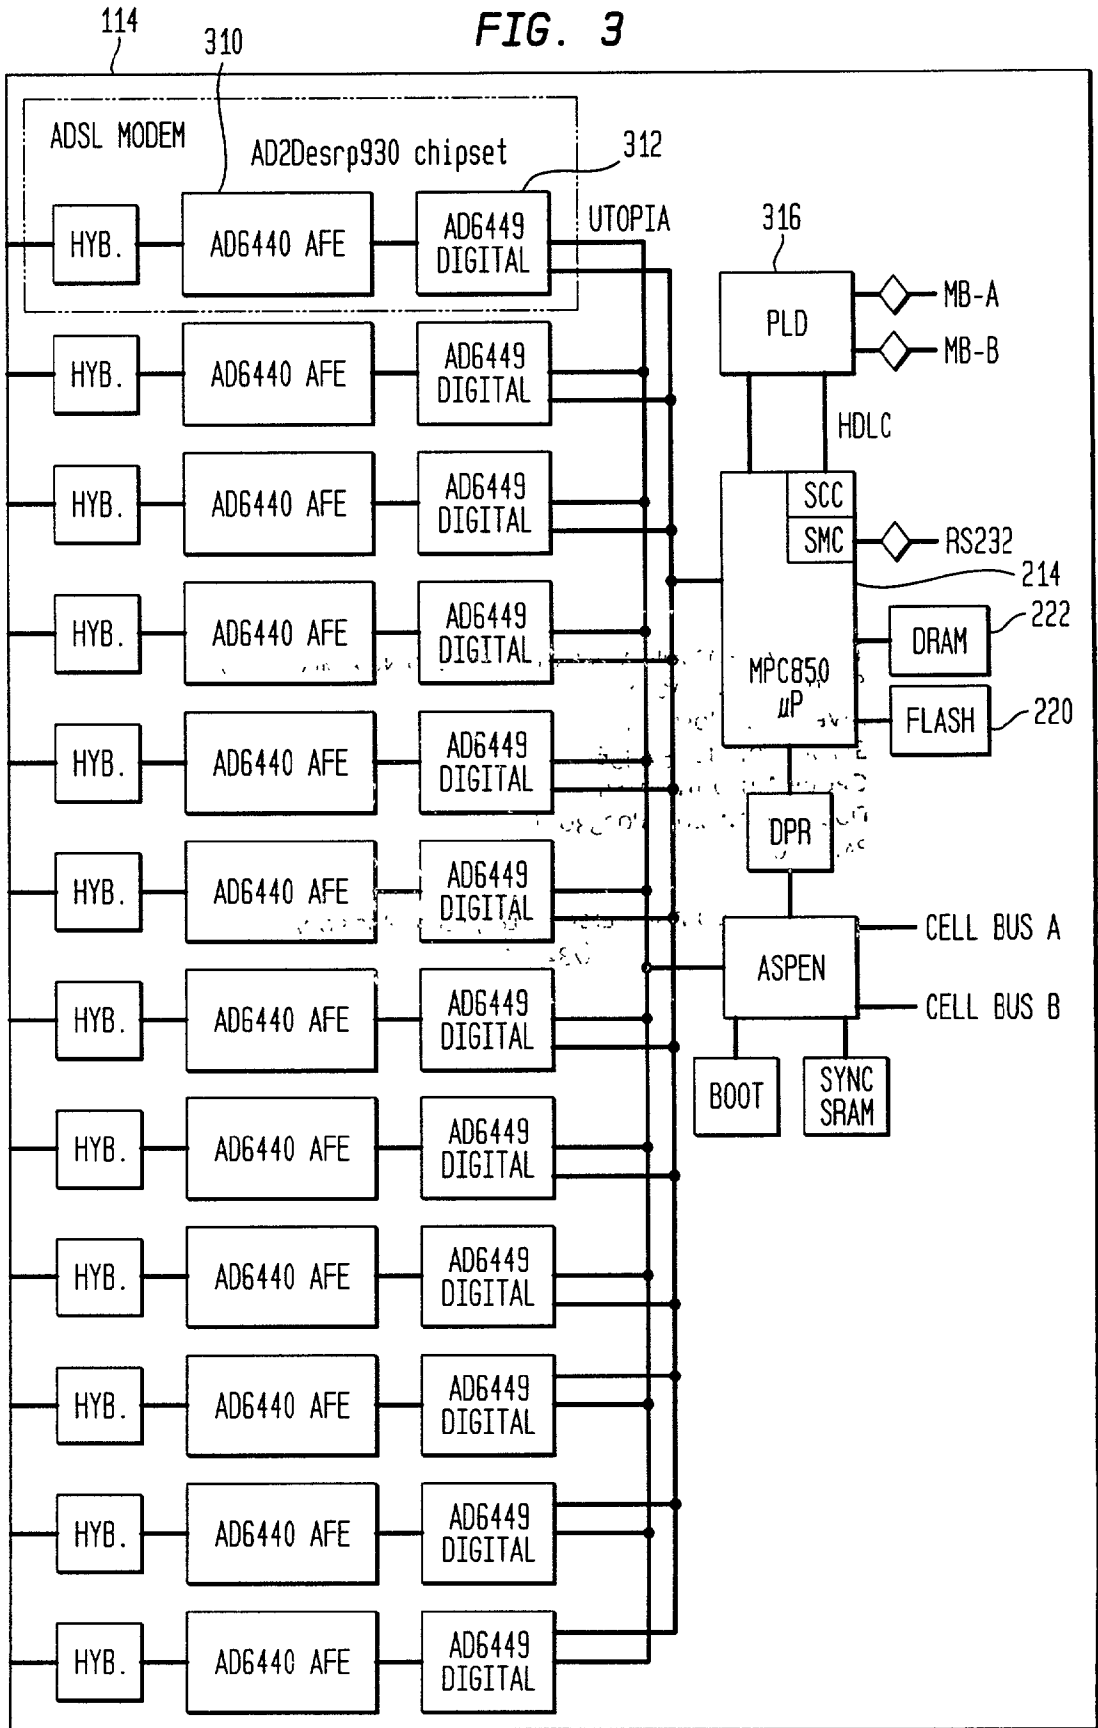 FIG. 3
114
310
ADSL MODEM
AD2Desrp930 chipset
312
HYB.
AD6440 AFE
AD6449
DIGITAL
UTOPIA
316
PLD
MB-A
MB-B
HYB.
AD6440 AFE
AD6449
DIGITAL
HDLC
HYB.
AD6440 AFE
AD6449
DIGITAL
SCC
SMC
RS232
214
HYB.
AD6440 AFE
AD6449
DIGITAL
222
DRAM
MPC850
µP
FLASH
220
HYB.
AD6440 AFE
AD6449
DIGITAL
DPR
HYB.
AD6440 AFE
AD6449
DIGITAL
CELL BUS A
ASPEN
CELL BUS B
HYB.
AD6440 AFE
AD6449
DIGITAL
BOOT
SYNC
SRAM
HYB.
AD6440 AFE
AD6449
DIGITAL
HYB.
AD6440 AFE
AD6449
DIGITAL
HYB.
AD6440 AFE
AD6449
DIGITAL
HYB.
AD6440 AFE
AD6449
DIGITAL
HYB.
AD6440 AFE
AD6449
DIGITAL